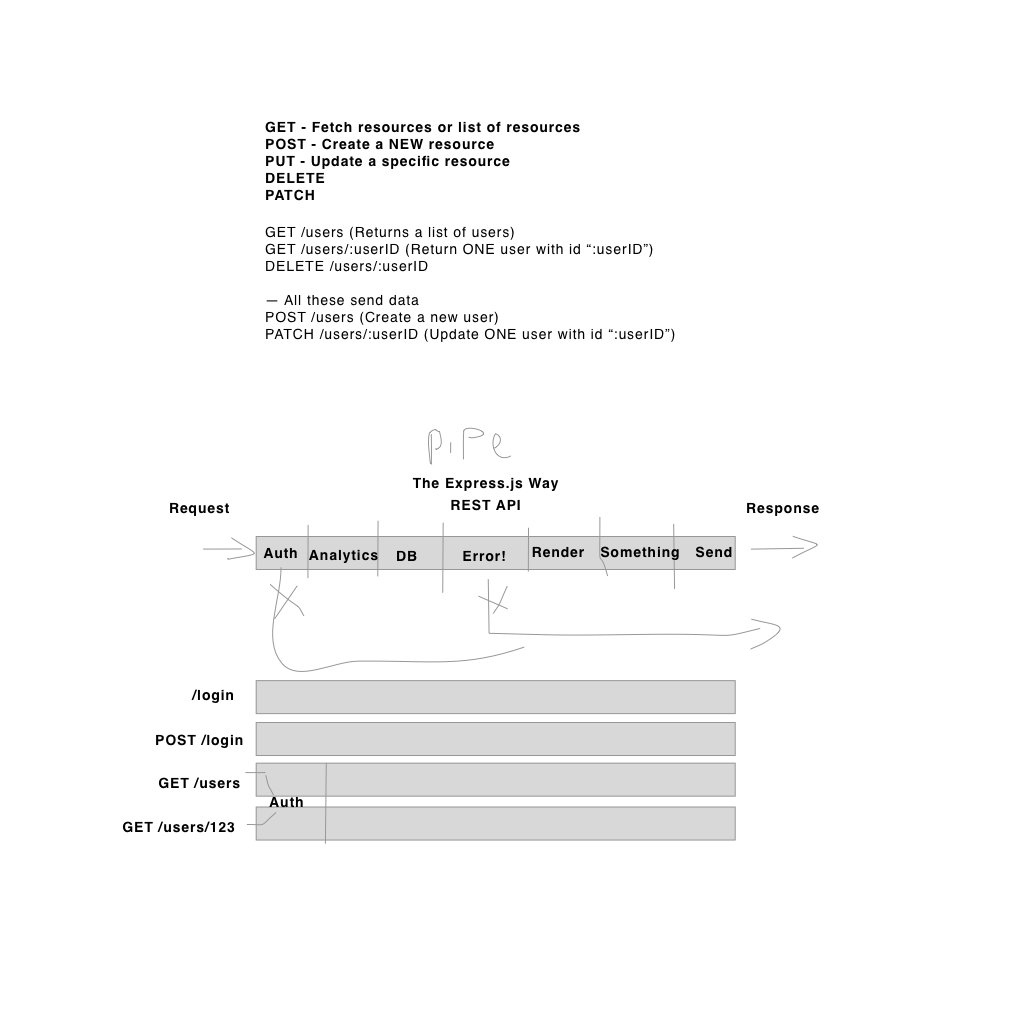 GET - Fetch resources or list of resources
POST - Create a NEW resource
PUT - Update a specific resource
DELETE
PATCH
GET /users (Returns a list of users)
GET /users/:userID (Return ONE user with id “:userID”)
DELETE /users/:userID
— All these send data
POST /users (Create a new user)
PATCH /users/:userID (Update ONE user with id “:userID”)
PiPe
The Express.js Way
REST API
Request
Response
Auth Analytics DB Error! Render Something Send
/login
POST /login
GET /users
Auth
GET /users/123